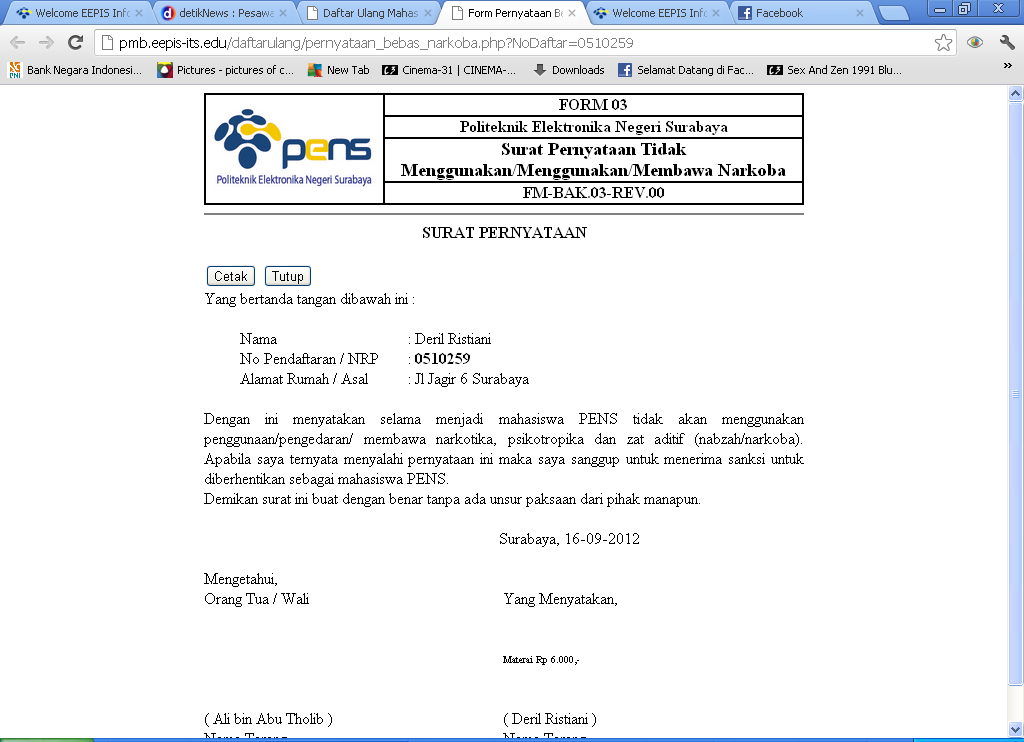 Welcome EEPIS Info
detikNews : Pesawa
Daftar Ulang Mahas
Form Pernyataan Be
Welcome EEPIS Info
Facebook
pmb.eepis-its.edu/daftarulang/pernyataan_bebas_narkoba.php?NoDaftar=0510259
Bank Negara Indonesi...
Pictures - pictures of c...
New Tab
Cinema-31 | CINEMA-...
Downloads
Selamat Datang di Fac...
Sex And Zen 1991 Blu...
pens
Politeknik Elektronika Negeri Surabaya
FORM 03
Politeknik Elektronika Negeri Surabaya
Surat Pernyataan Tidak
Menggunakan/Menggunakan/Membawa Narkoba
FM-BAK.03-REV.00
SURAT PERNYATAAN
Cetak Tutup
Yang bertanda tangan dibawah ini :
Nama : Deril Ristiani
No Pendaftaran / NRP : 0510259
Alamat Rumah / Asal : Jl Jagir 6 Surabaya
Dengan ini menyatakan selama menjadi mahasiswa PENS tidak akan menggunakan
penggunaan/pengedaran/ membawa narkotika, psikotropika dan zat aditif (nabzah/narkoba).
Apabila saya ternyata menyalahi pernyataan ini maka saya sanggup untuk menerima sanksi untuk
diberhentikan sebagai mahasiswa PENS.
Demikan surat ini buat dengan benar tanpa ada unsur paksaan dari pihak manapun.
Surabaya, 16-09-2012
Mengetahui,
Orang Tua / Wali Yang Menyatakan,
Materai Rp 6.000,-
( Ali bin Abu Tholib ) ( Deril Ristiani )
Nama Terang Nama Terang